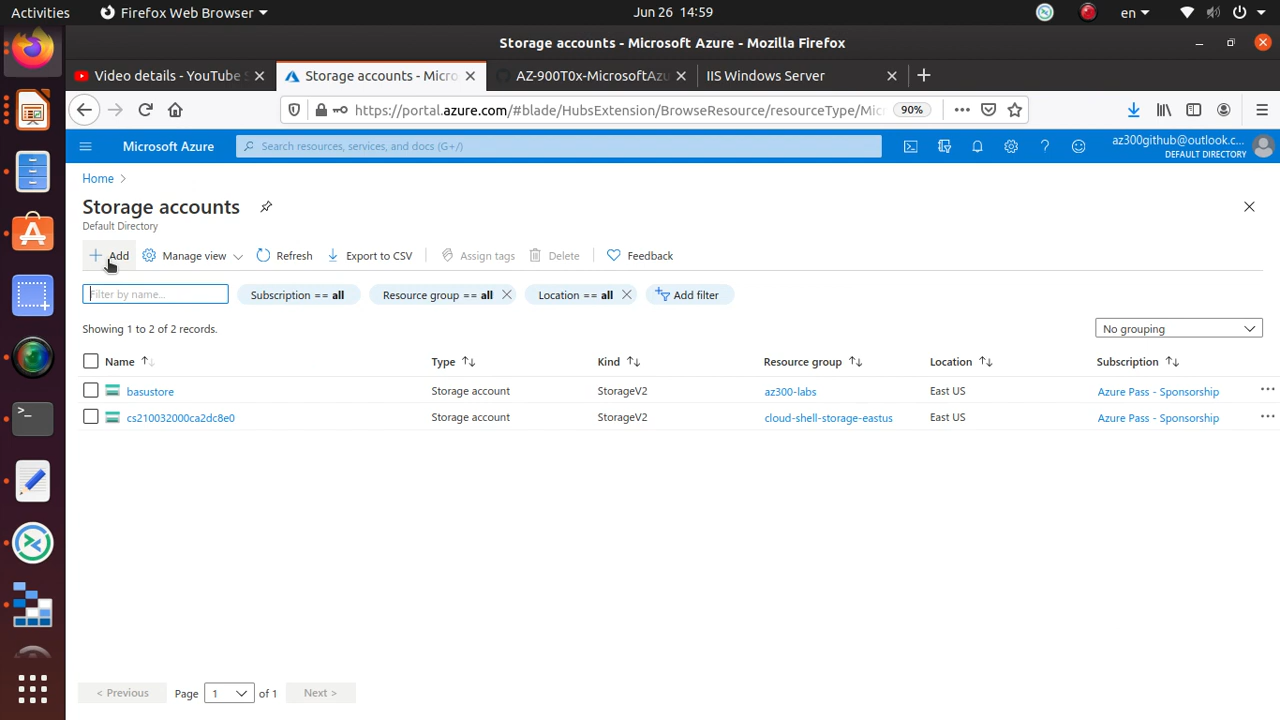 Activities
Firefox Web Browser
Jun 26 14:59
en
Storage accounts - Microsoft Azure - Mozilla Firefox
Video details - YouTube S
Storage accounts - Micro
AZ-900T0x-MicrosoftAzu
IIS Windows Server
https://portal.azure.com/#blade/HubsExtension/BrowseResource/resourceType/Mic
90%
Microsoft Azure
Search resources, services, and docs (G+/)
az300github@outlook.c...
DEFAULT DIRECTORY
Home
Storage accounts
Default Directory
Add
Manage view
Refresh
Export to CSV
Assign tags
Delete
Feedback
Filter by name...
Subscription == all
Resource group == all
Location == all
Add filter
Showing 1 to 2 of 2 records.
No grouping
Name
Type
Kind
Resource group
Location
Subscription
basustore
Storage account
StorageV2
az300-labs
East US
Azure Pass - Sponsorship
cs210032000ca2dc8e0
Storage account
StorageV2
cloud-shell-storage-eastus
East US
Azure Pass - Sponsorship
< Previous
Page
1
of 1
Next >